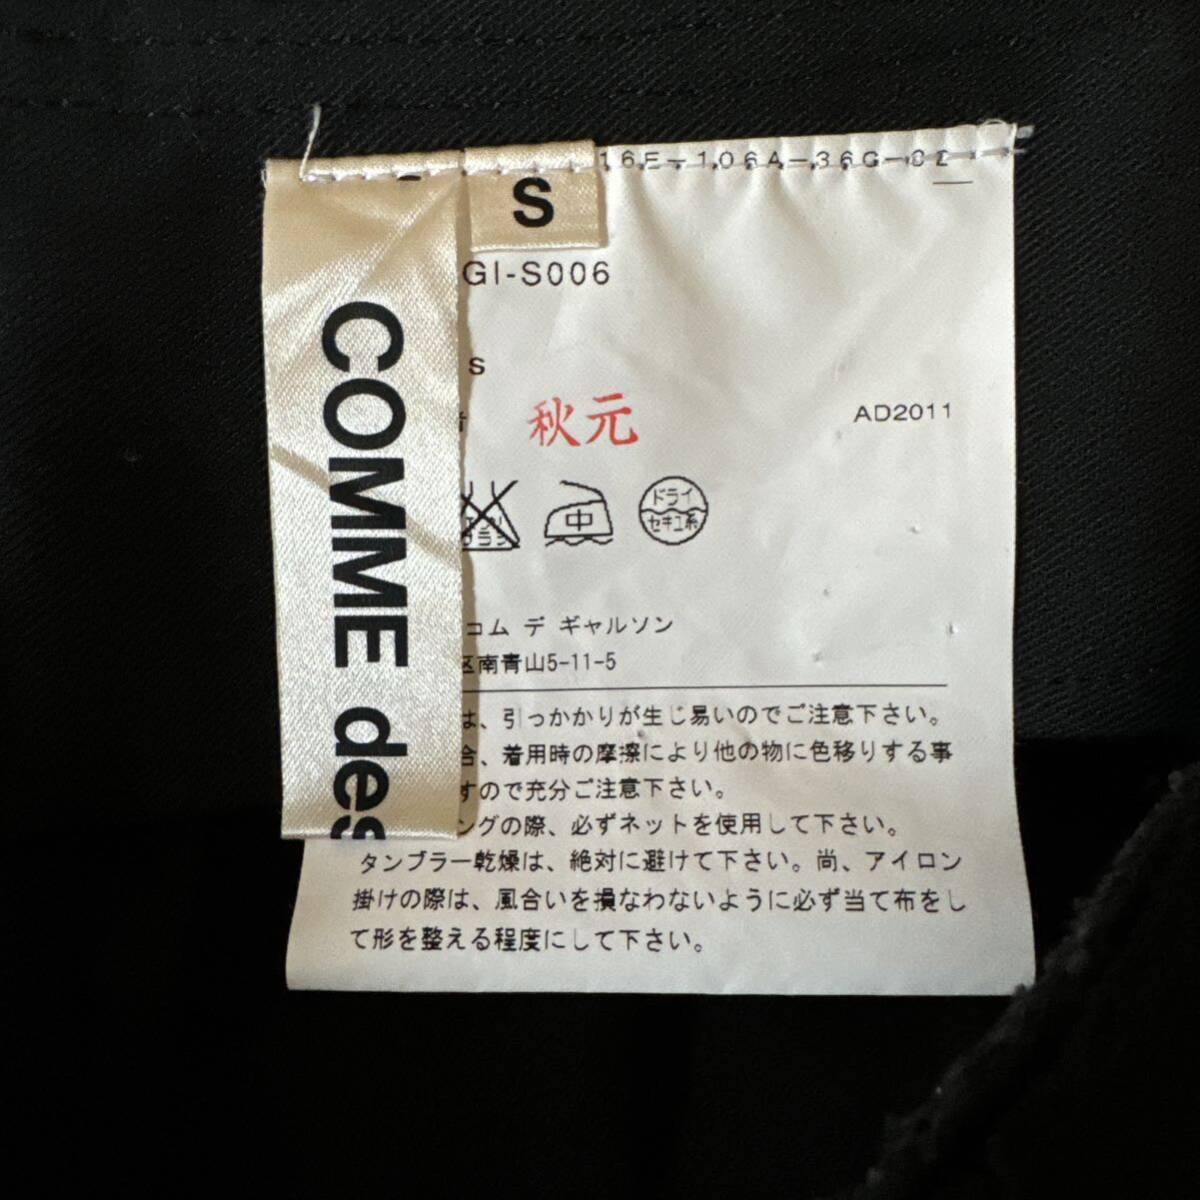 16E-106A-36G-02
S
GI-S006
S
秋元
AD2011
中
ドライ
セキユ系
コム デ ギャルソン
区南青山5-11-5
は、引っかかりが生じ易いのでご注意下さい。
合、着用時の摩擦により他の物に色移りする事
すので充分ご注意下さい。
ングの際、必ずネットを使用して下さい。
タンブラー乾燥は、絶対に避けて下さい。尚、アイロン
掛けの際は、風合いを損なわないように必ず当て布をし
て形を整える程度にして下さい。
COMME des